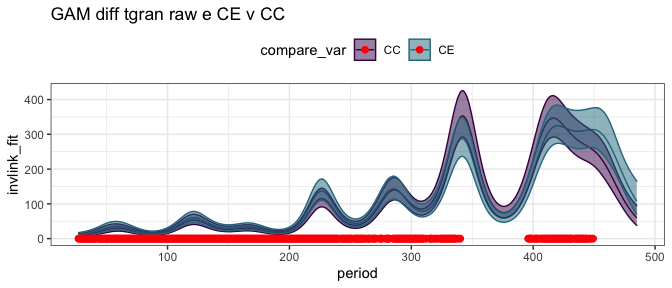 GAM diff tgran raw e CE v CC
compare_var CC CE
400
300
200
100
0
invlink_fit
100 200 300 400 500
period